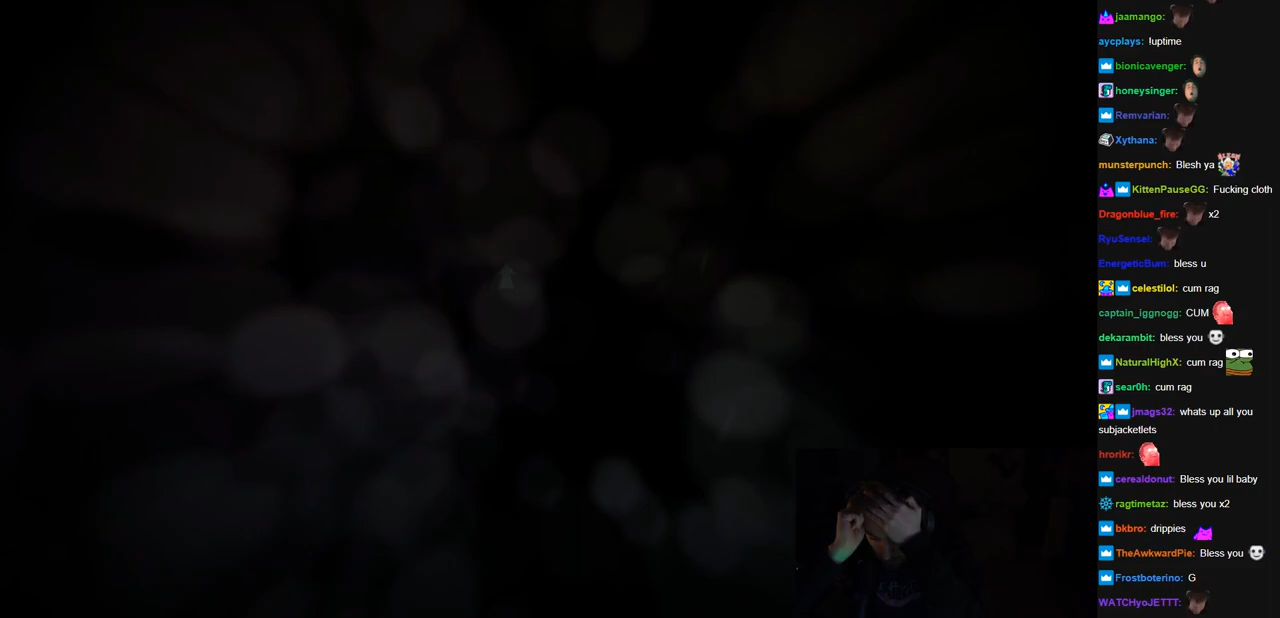 jaamango:
aycplays: !uptime
bionicavenger:
honeysinger:
Remvarian:
Xythana:
munsterpunch: Blesh ya
KittenPauseGG: Fucking cloth
Dragonblue_fire: x2
RyuSensei:
EnergeticBum: bless u
celestilol: cum rag
captain_iggnogg: CUM
dekarambit: bless you
NaturalHighX: cum rag
sear0h: cum rag
jmags32: whats up all you
subjacketlets
hrorikr:
cerealdonut: Bless you lil baby
ragtimetaz: bless you x2
bkbro: drippies
TheAwkwardPie: Bless you
Frostboterino: G
WATCHyoJETTT: